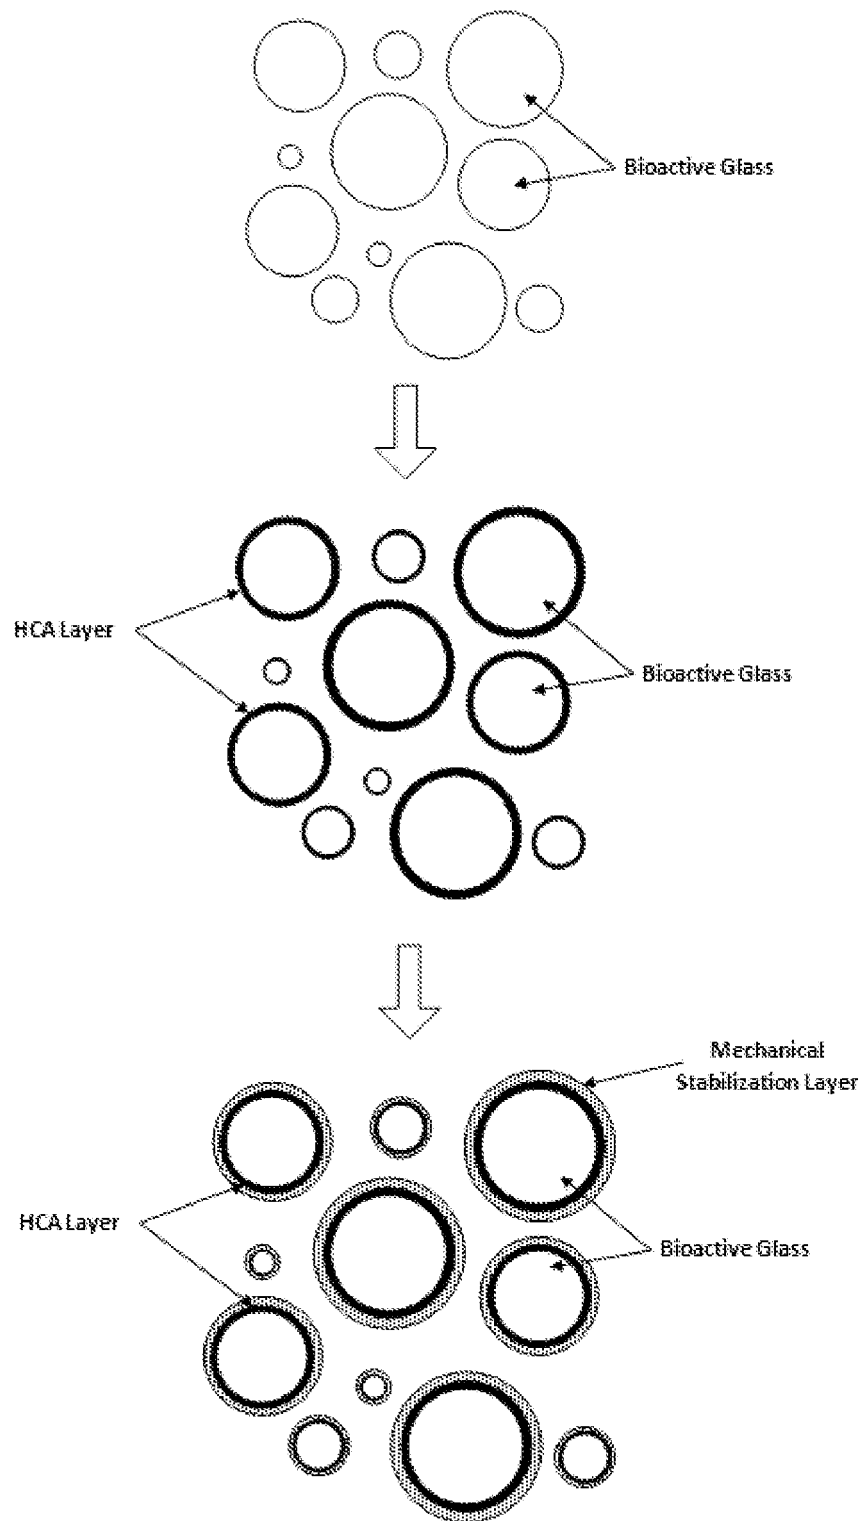 Bioactive Glass
HCA Layer
Bioactive Glass
Mechanical
Stabilization Layer
HCA Layer
Bioactive Glass